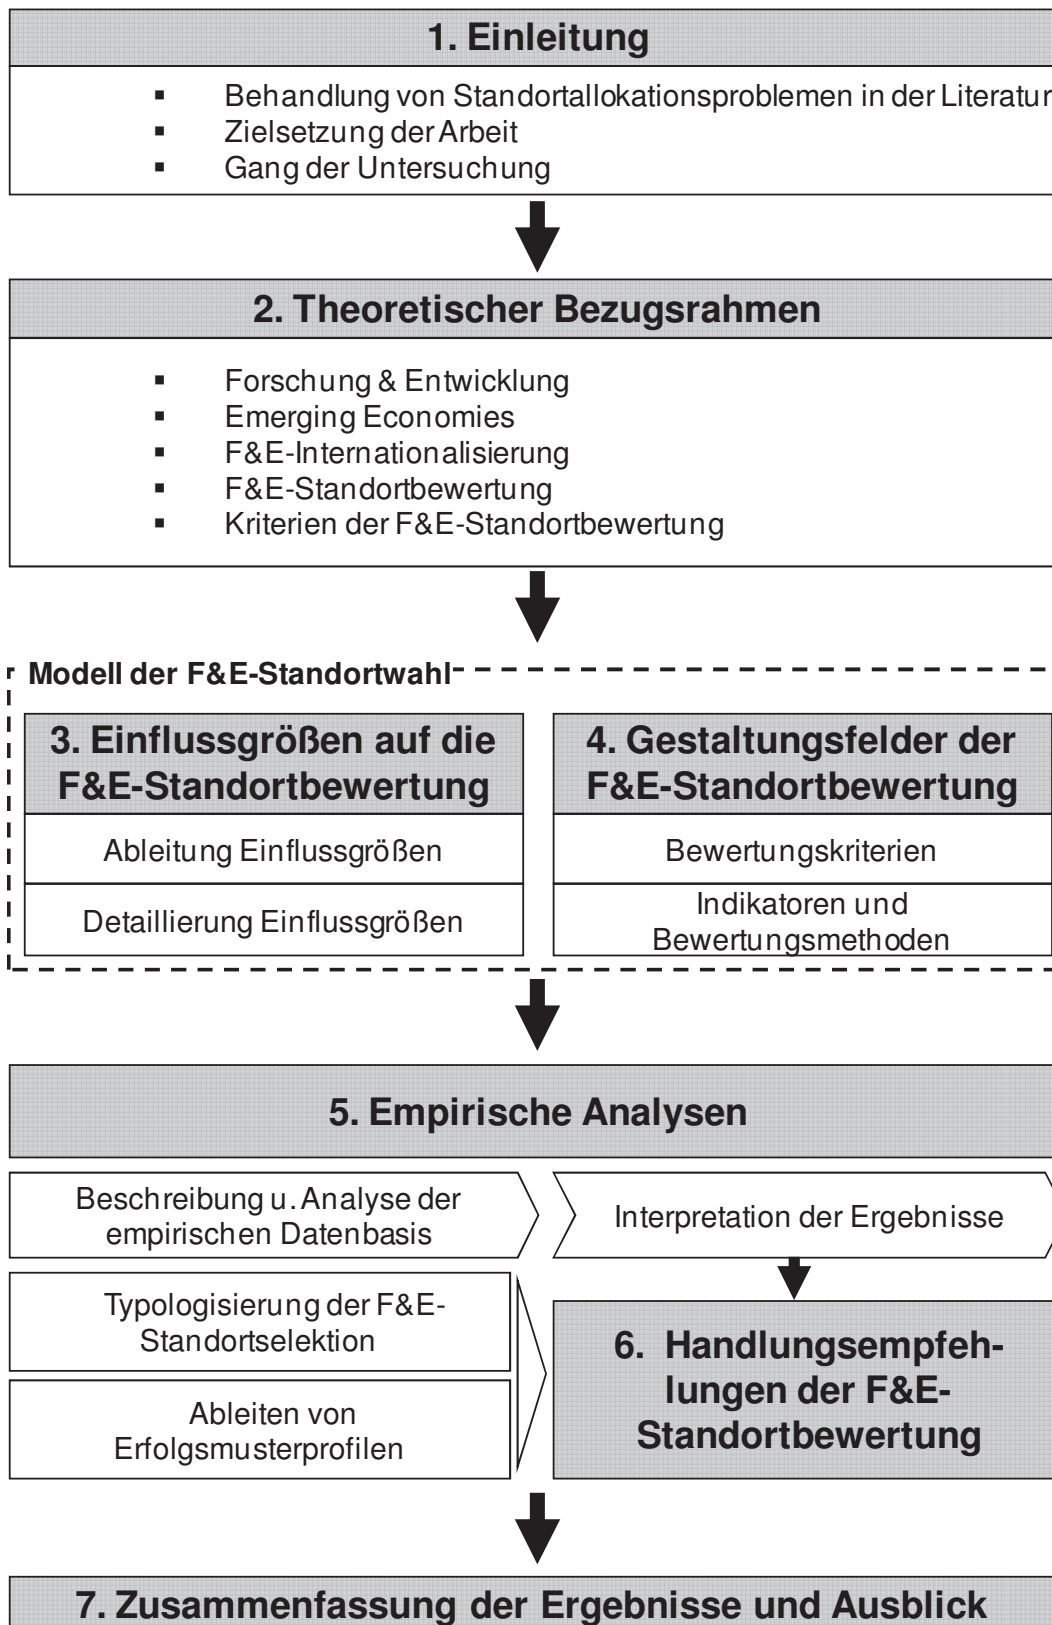 1. Einleitung
▪ Behandlung von Standortallokationsproblemen in der Literatur
▪ Zielsetzung der Arbeit
▪ Gang der Untersuchung
2. Theoretischer Bezugsrahmen
▪ Forschung & Entwicklung
▪ Emerging Economies
▪ F&E-Internationalisierung
▪ F&E-Standortbewertung
▪ Kriterien der F&E-Standortbewertung
Modell der F&E-Standortwahl
3. Einflussgrößen auf die
F&E-Standortbewertung
Ableitung Einflussgrößen
Detaillierung Einflussgrößen
4. Gestaltungsfelder der
F&E-Standortbewertung
Bewertungskriterien
Indikatoren und
Bewertungsmethoden
5. Empirische Analysen
Beschreibung u. Analyse der
empirischen Datenbasis
Interpretation der Ergebnisse
Typologisierung der F&E-
Standortselektion
Ableiten von
Erfolgsmusterprofilen
6. Handlungsempfeh-
lungen der F&E-
Standortbewertung
7. Zusammenfassung der Ergebnisse und Ausblick